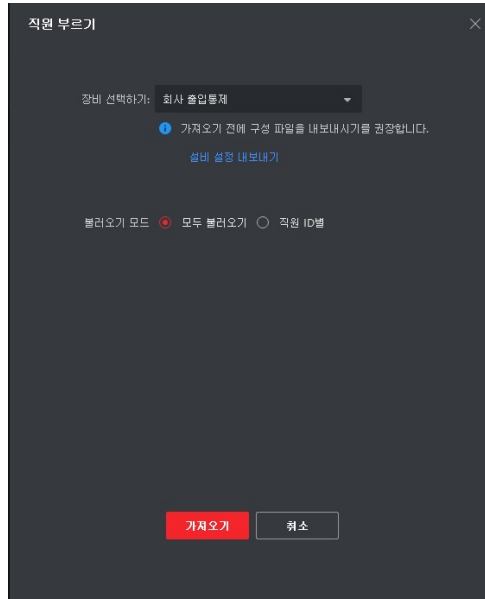 직원 부르기
장비 선택하기: 회사 출입통제
가져오기 전에 구성 파일을 내보내시기를 권장합니다.
설비 설정 내보내기
불러오기 모드 모두 불러오기 직원 ID별
가져오기 취소